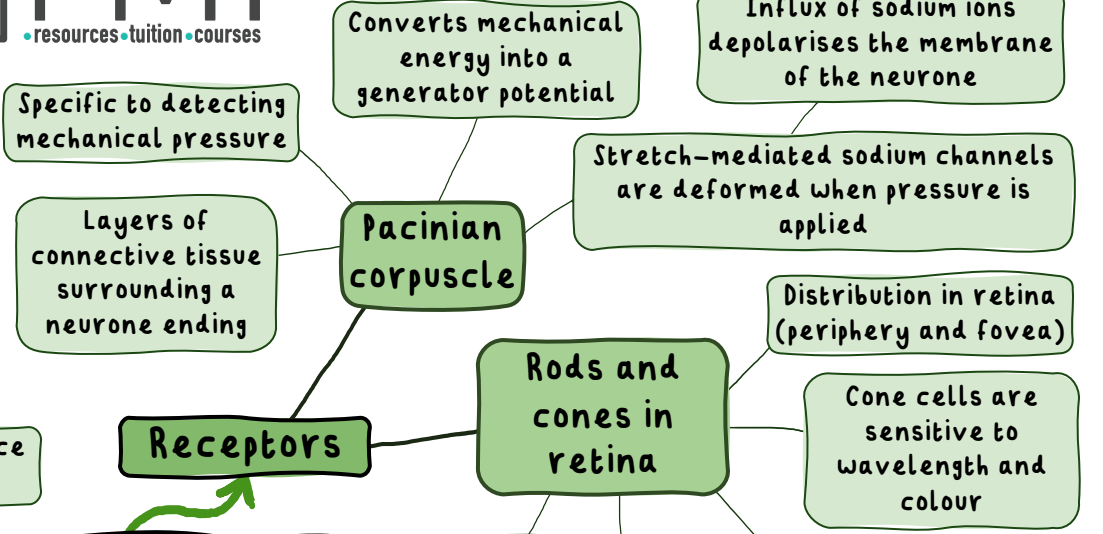 •resources•tuition•courses
Converts mechanical
energy into a
generator potential
Influx of sodium ions
depolarises the membrane
of the neurone
Specific to detecting
mechanical pressure
Stretch-mediated sodium channels
are deformed when pressure is
applied
Layers of
connective tissue
surrounding a
neurone ending
Pacinian
corpuscle
Distribution in retina
(periphery and fovea)
Rods and
cones in
retina
Cone cells are
sensitive to
wavelength and
colour
Receptors